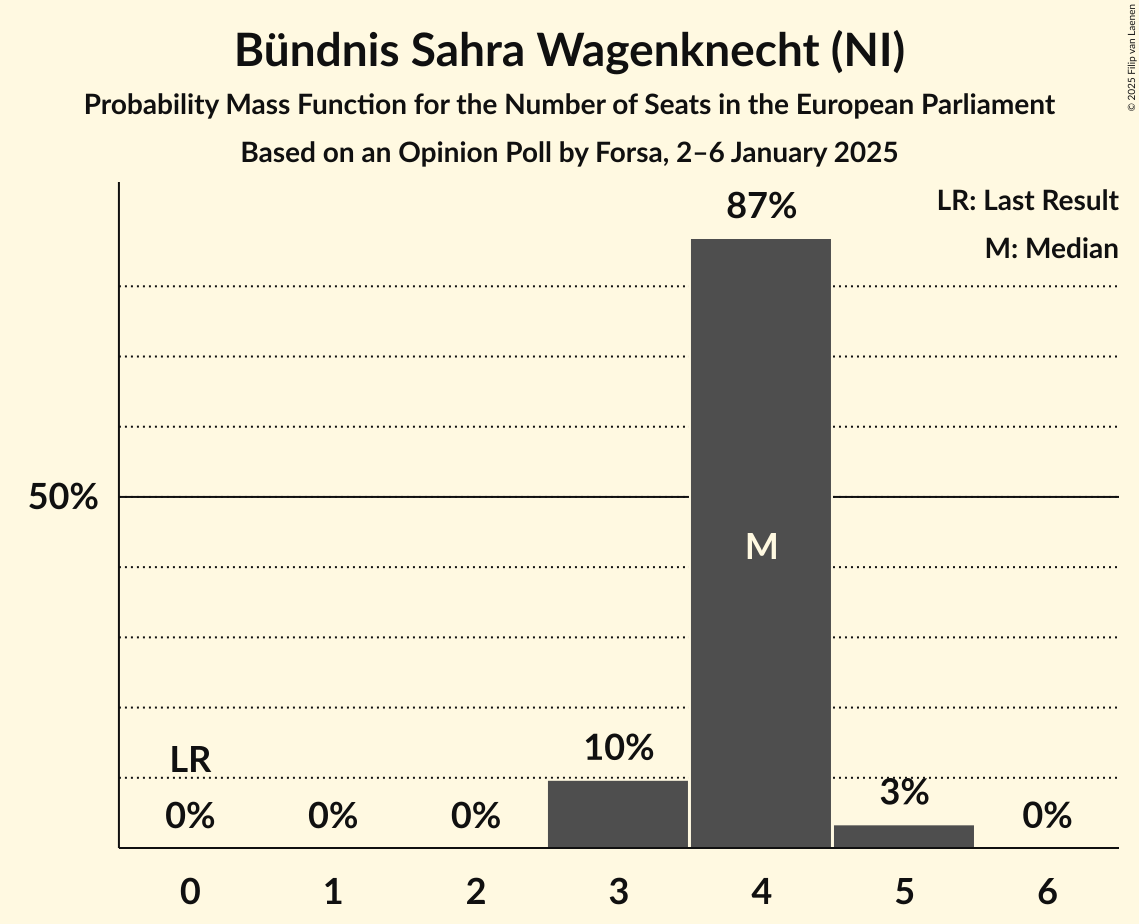 Bündnis Sahra Wagenknecht (NI)
Probability Mass Function for the Number of Seats in the European Parliament
Based on an Opinion Poll by Forsa, 2–6 January 2025
© 2025 Filip van Laenen
LR: Last Result
M: Median
87%
50%
M
LR
10%
3%
0%
0%
0%
0%
0
1
2
3
4
5
6